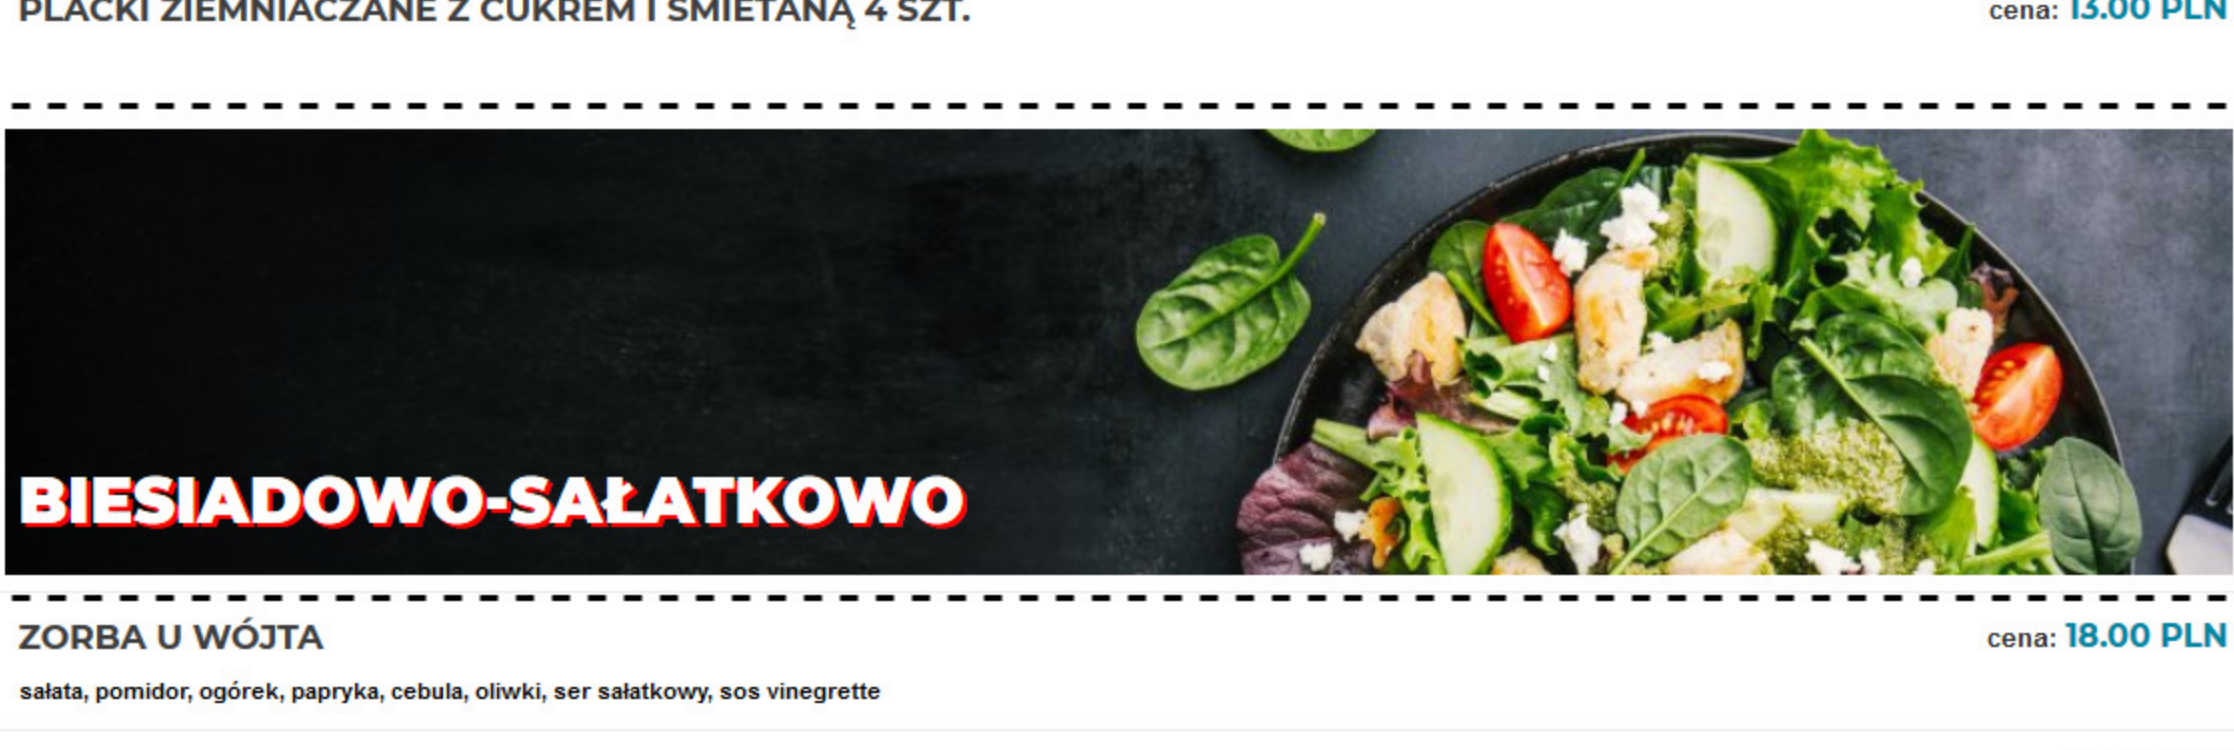 PLACKI ZIEMNIACZANE Z CUKREM I ŚMIETANĄ 4 SZT.
cena: 13.00 PLN
BIESIADOWO-SAŁATKOWO
ZORBA U WÓJTA
cena: 18.00 PLN
sałata, pomidor, ogórek, papryka, cebula, oliwki, ser sałatkowy, sos vinegrette